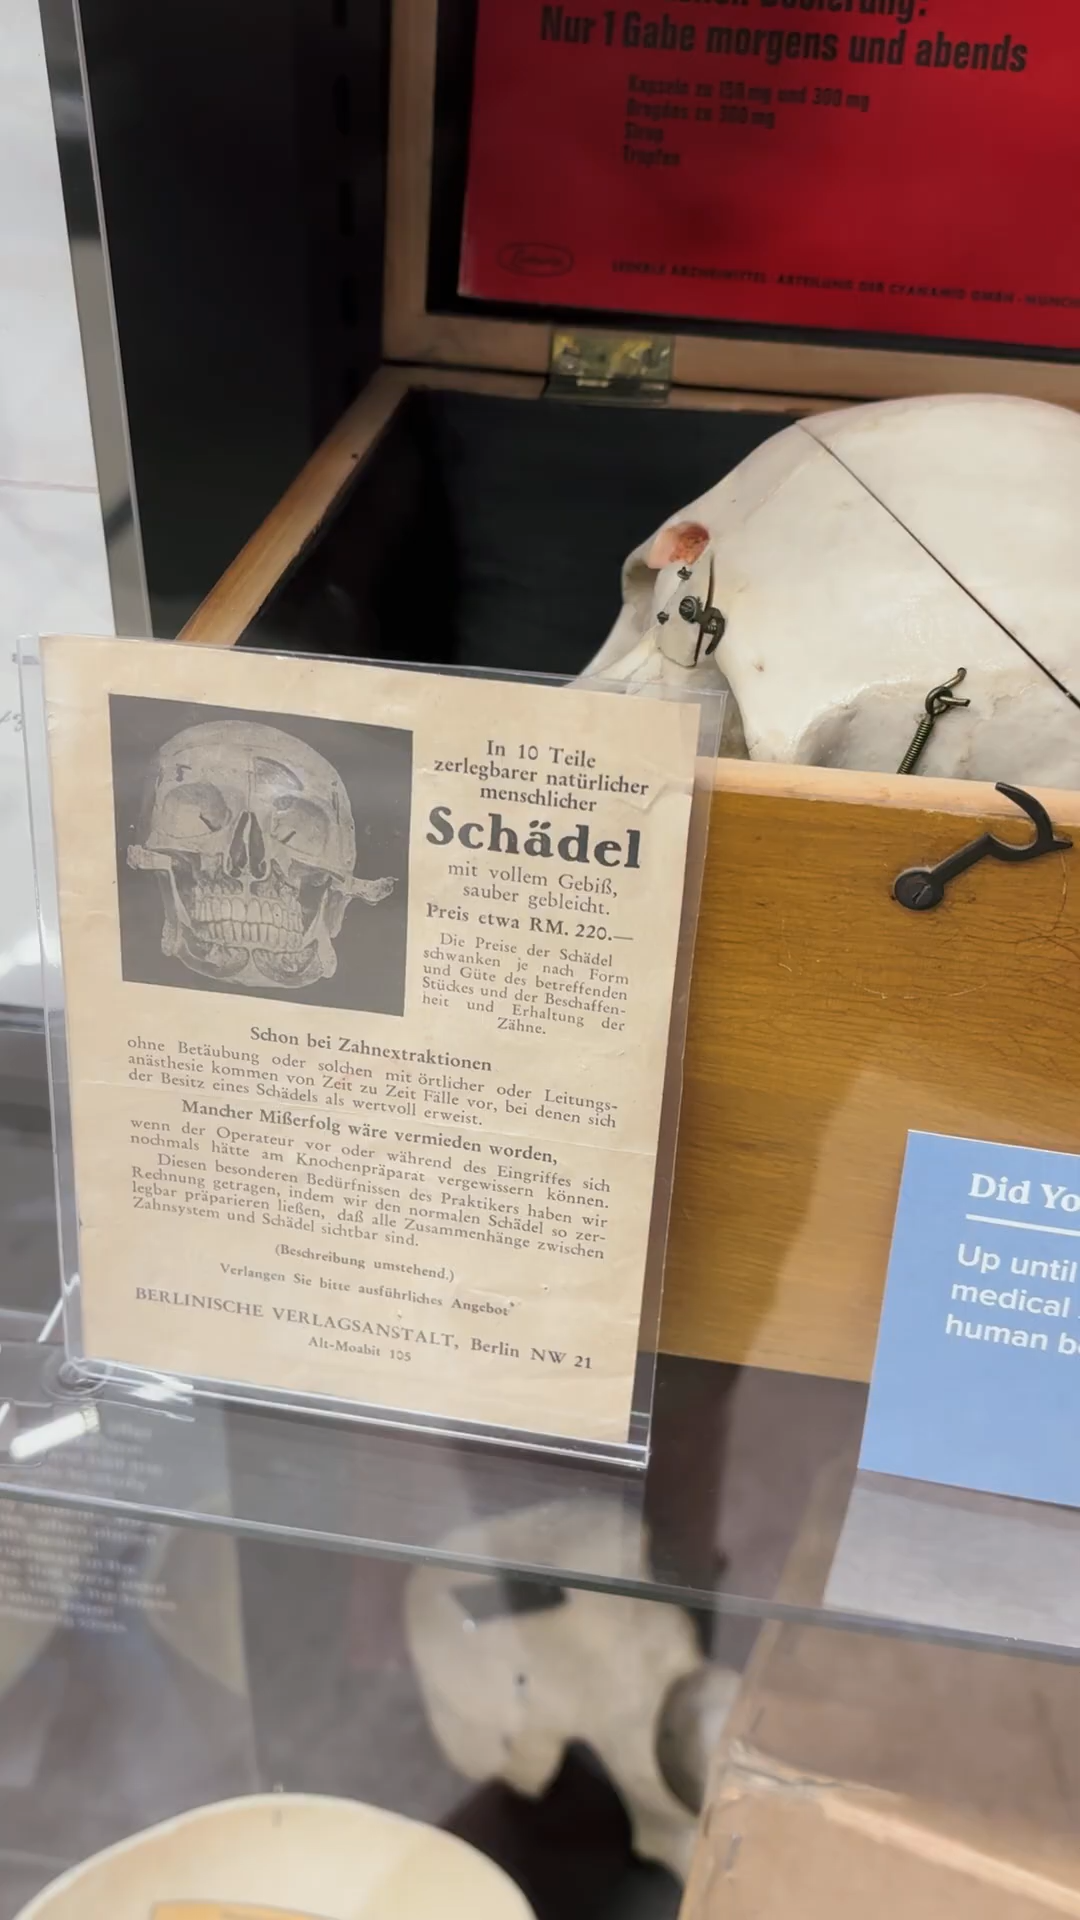 Nur 1 Gabe morgens und abends
Kapseln zu 150 mg und 300 mg
Dragées zu 300 mg
Sirup
Tropfen
LEDERLE ARZNEIMITTEL · ABTEILUNG DER CYANAMID GMBH · MÜNCH
In 10 Teile
zerlegbarer natürlicher
menschlicher
Schädel
mit vollem Gebiß,
sauber gebleicht.
Preis etwa RM. 220.—
Die Preise der Schädel
schwanken je nach Form
und Güte des betreffenden
Stückes und der Beschaffen-
heit und Erhaltung der
Zähne.
Schon bei Zahnextraktionen
ohne Betäubung oder solchen mit örtlicher oder Leitungs-
anästhesie kommen von Zeit zu Zeit Fälle vor, bei denen sich
der Besitz eines Schädels als wertvoll erweist.
Mancher Mißerfolg wäre vermieden worden,
wenn der Operateur vor oder während des Eingriffes sich
nochmals hätte am Knochenpräparat vergewissern können.
Diesen besonderen Bedürfnissen des Praktikers haben wir
Rechnung getragen, indem wir den normalen Schädel so zer-
legbar präparieren ließen, daß alle Zusammenhänge zwischen
Zahnsystem und Schädel sichtbar sind.
(Beschreibung umstehend.)
Verlangen Sie bitte ausführliches Angebot
BERLINISCHE VERLAGSANSTALT, Berlin NW 21
Alt-Moabit 105
Did Yo
Up until
medical
human b